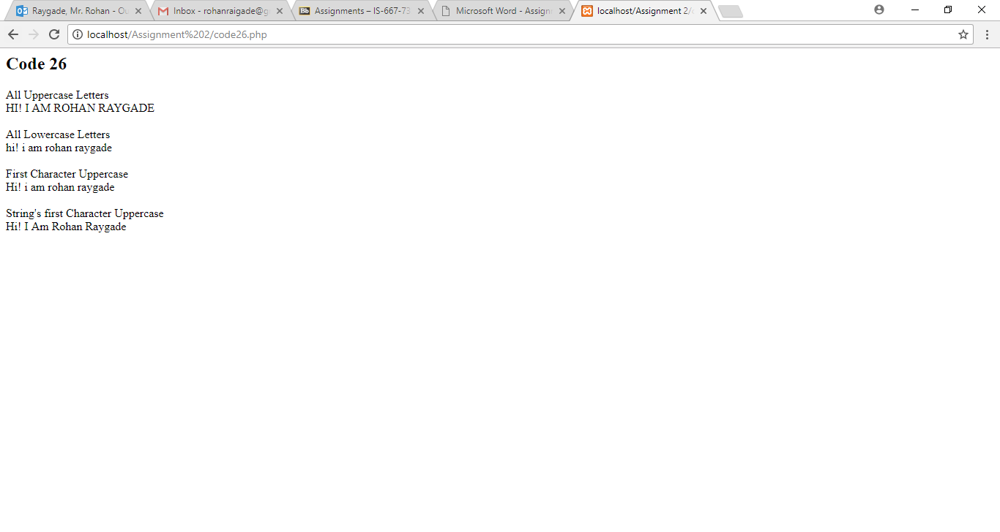 Raygade, Mr. Rohan - Ou
Inbox - rohanraigade@g
Bb Assignments – IS-667-73
Microsoft Word - Assign
localhost/Assignment 2/
localhost/Assignment%202/code26.php
Code 26
All Uppercase Letters
HI! I AM ROHAN RAYGADE
All Lowercase Letters
hi! i am rohan raygade
First Character Uppercase
Hi! i am rohan raygade
String's first Character Uppercase
Hi! I Am Rohan Raygade